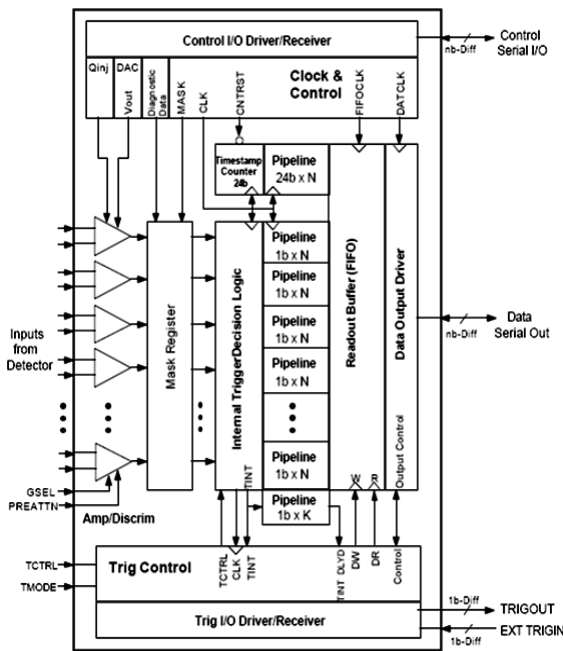 Control I/O Driver/Receiver
nb-Diff
Control
Serial I/O
Qinj
DAC
Vout
Diagnostic
Data
MASK
CLK
CNTRST
Clock &
Control
FIFOCLK
DATCLK
Timestamp
Counter
24b
Pipeline
24b x N
Inputs
from
Detector
Mask Register
Internal TriggerDecision Logic
Pipeline
1b x N
Pipeline
1b x N
Pipeline
1b x N
Pipeline
1b x N
Pipeline
1b x N
Readout Buffer (FIFO)
Data Output Driver
nb-Diff
Data
Serial Out
TINT
W
R
Output Control
GSEL
PREATTN
Amp/Discrim
Pipeline
1b x K
TCTRL
TMODE
Trig Control
TCTRL
CLK
TINT
TINT DLYD
DW
DR
Control
Trig I/O Driver/Receiver
1b-Diff
TRIGOUT
1b-Diff
EXT TRIGIN